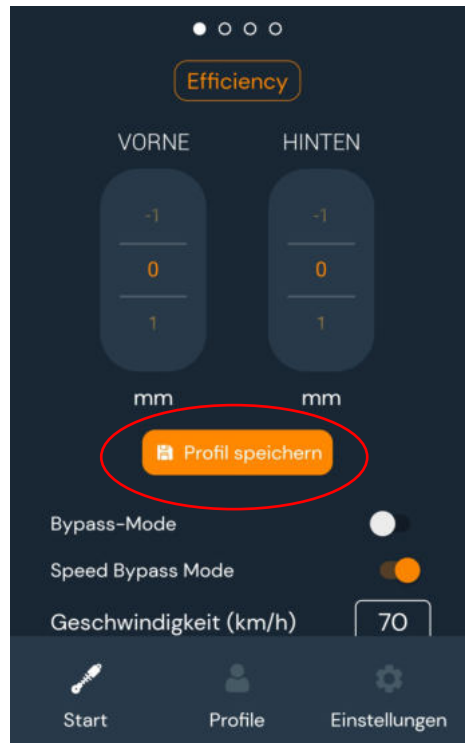 Efficiency
VORNE HINTEN
-1 -1
0 0
1 1
mm mm
Profil speichern
Bypass-Mode
Speed Bypass Mode
Geschwindigkeit (km/h) 70
Start Profile Einstellungen